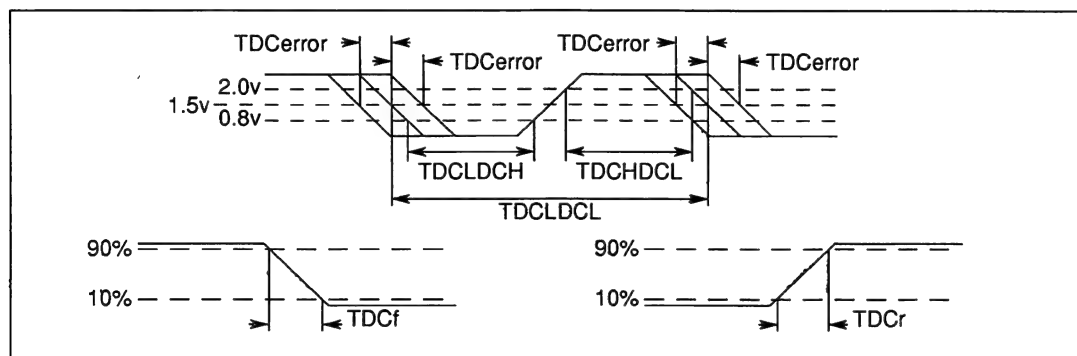 TDCerror TDCerror
TDCerror TDCerror
2.0v
1.5v
0.8v
TDCLDCH TDCHDCL
TDCLDCL
90% 90%
10% 10%
TDCf TDCr